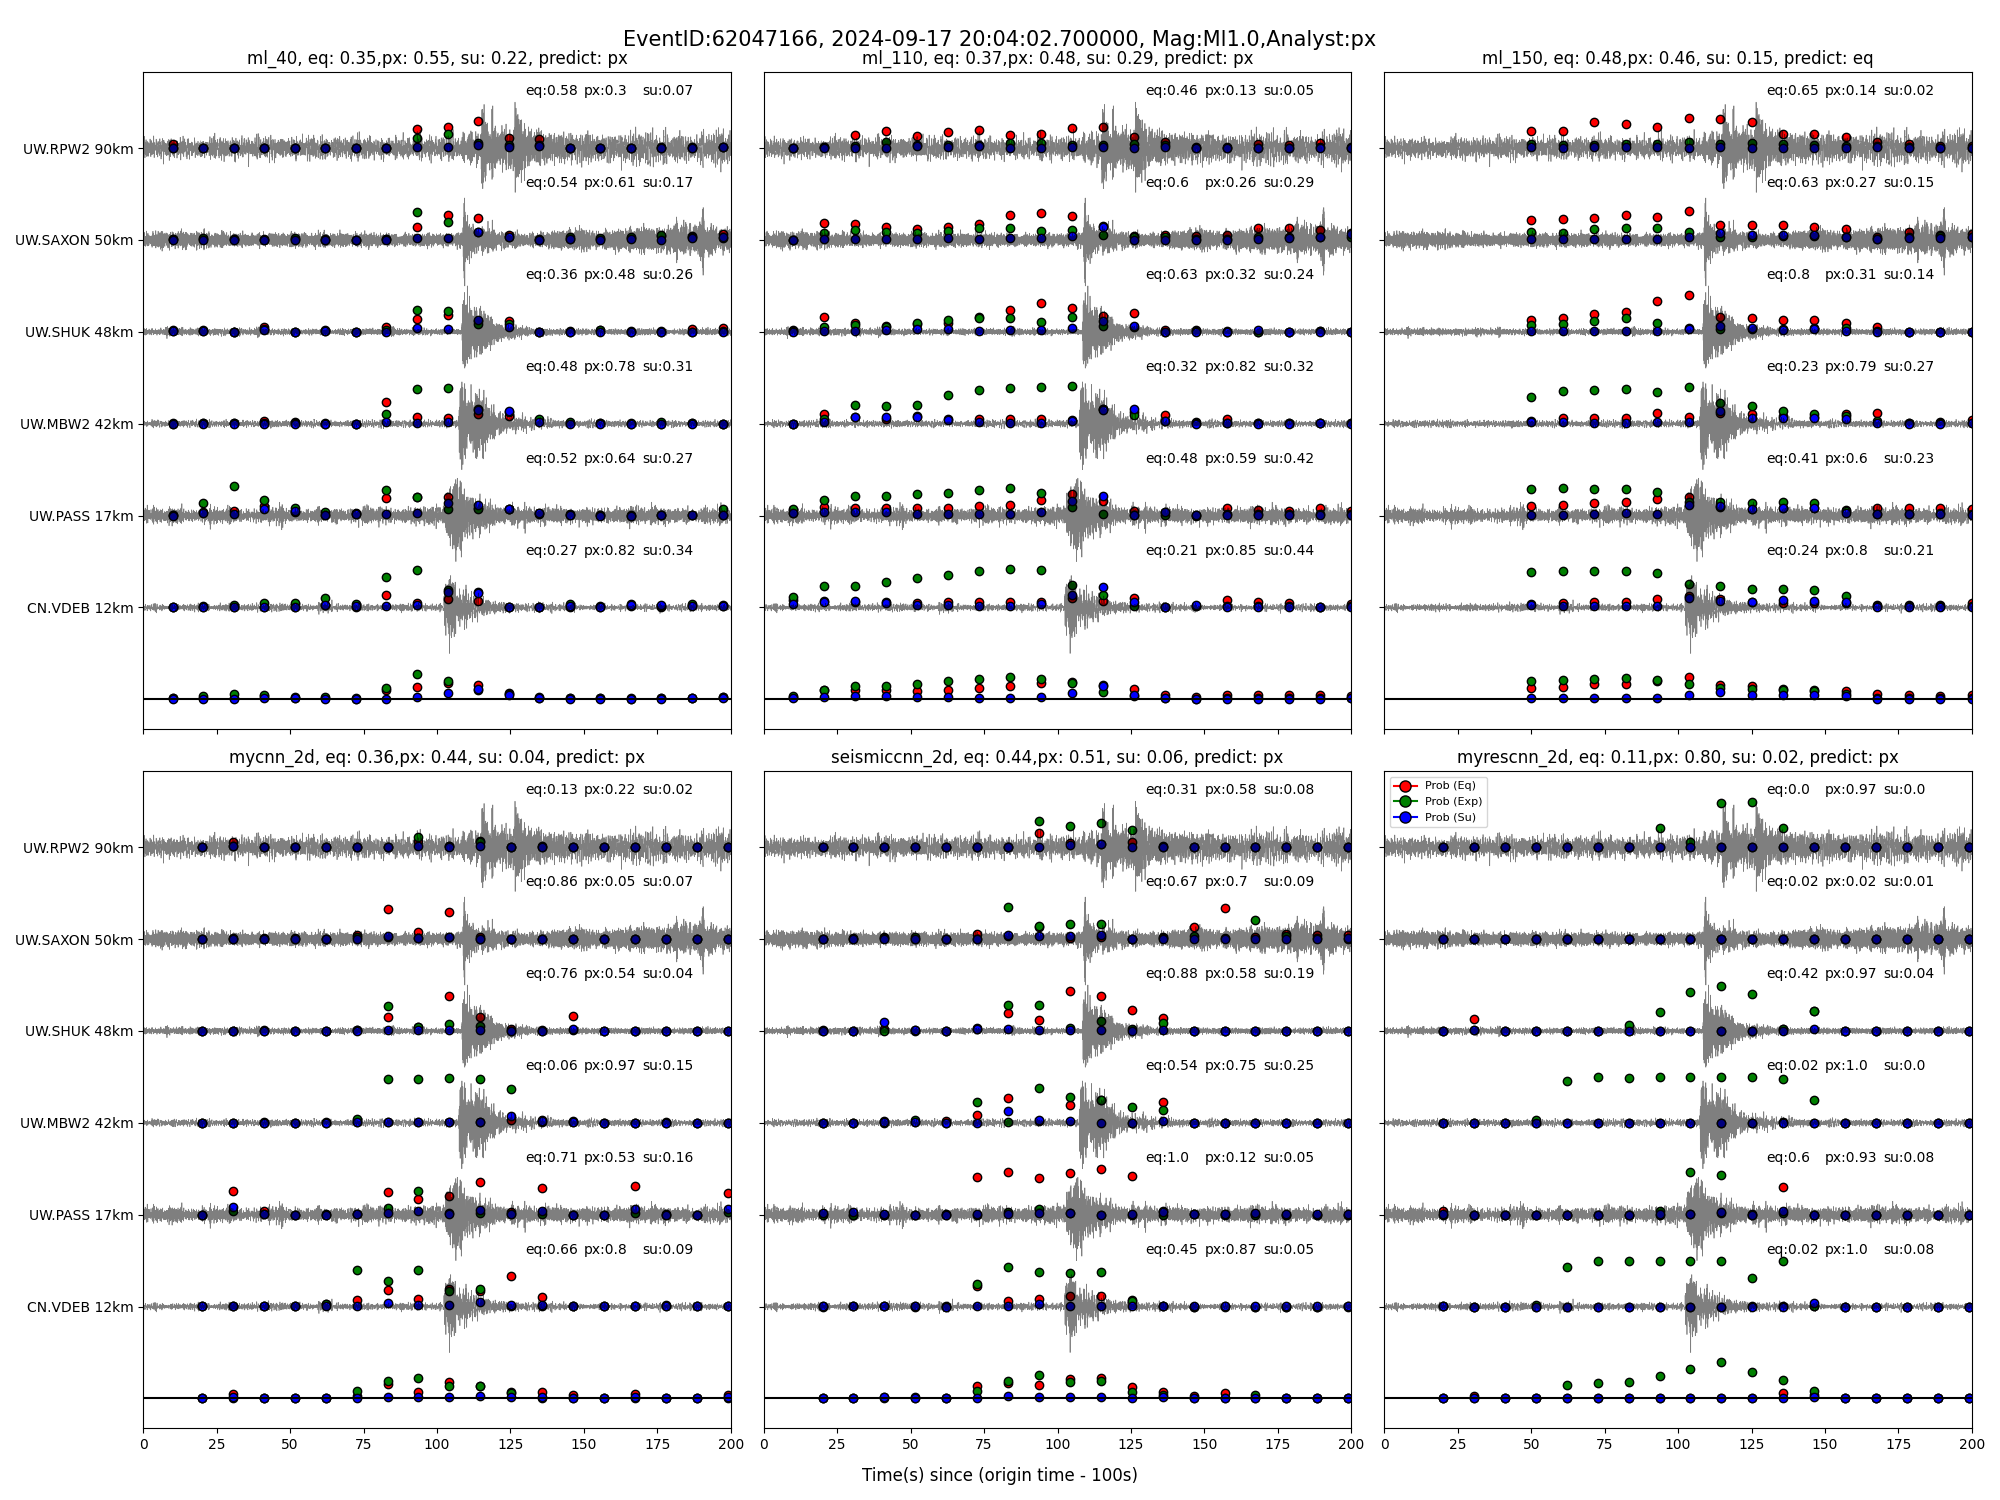 EventID:62047166, 2024-09-17 20:04:02.700000, Mag:Ml1.0,Analyst:px
ml_40, eq: 0.35,px: 0.55, su: 0.22, predict: px
eq:0.58 px:0.3 su:0.07
UW.RPW2 90km
eq:0.54 px:0.61 su:0.17
UW.SAXON 50km
eq:0.36 px:0.48 su:0.26
UW.SHUK 48km
eq:0.48 px:0.78 su:0.31
UW.MBW2 42km
eq:0.52 px:0.64 su:0.27
UW.PASS 17km
eq:0.27 px:0.82 su:0.34
CN.VDEB 12km
ml_110, eq: 0.37,px: 0.48, su: 0.29, predict: px
eq:0.46 px:0.13 su:0.05
eq:0.6 px:0.26 su:0.29
eq:0.63 px:0.32 su:0.24
eq:0.32 px:0.82 su:0.32
eq:0.48 px:0.59 su:0.42
eq:0.21 px:0.85 su:0.44
ml_150, eq: 0.48,px: 0.46, su: 0.15, predict: eq
eq:0.65 px:0.14 su:0.02
eq:0.63 px:0.27 su:0.15
eq:0.8 px:0.31 su:0.14
eq:0.23 px:0.79 su:0.27
eq:0.41 px:0.6 su:0.23
eq:0.24 px:0.8 su:0.21
mycnn_2d, eq: 0.36,px: 0.44, su: 0.04, predict: px
eq:0.13 px:0.22 su:0.02
UW.RPW2 90km
eq:0.86 px:0.05 su:0.07
UW.SAXON 50km
eq:0.76 px:0.54 su:0.04
UW.SHUK 48km
eq:0.06 px:0.97 su:0.15
UW.MBW2 42km
eq:0.71 px:0.53 su:0.16
UW.PASS 17km
eq:0.66 px:0.8 su:0.09
CN.VDEB 12km
0 25 50 75 100 125 150 175 200
seismiccnn_2d, eq: 0.44,px: 0.51, su: 0.06, predict: px
eq:0.31 px:0.58 su:0.08
eq:0.67 px:0.7 su:0.09
eq:0.88 px:0.58 su:0.19
eq:0.54 px:0.75 su:0.25
eq:1.0 px:0.12 su:0.05
eq:0.45 px:0.87 su:0.05
0 25 50 75 100 125 150 175 200
myrescnn_2d, eq: 0.11,px: 0.80, su: 0.02, predict: px
Prob (Eq)
Prob (Exp)
Prob (Su)
eq:0.0 px:0.97 su:0.0
eq:0.02 px:0.02 su:0.01
eq:0.42 px:0.97 su:0.04
eq:0.02 px:1.0 su:0.0
eq:0.6 px:0.93 su:0.08
eq:0.02 px:1.0 su:0.08
0 25 50 75 100 125 150 175 200
Time(s) since (origin time - 100s)